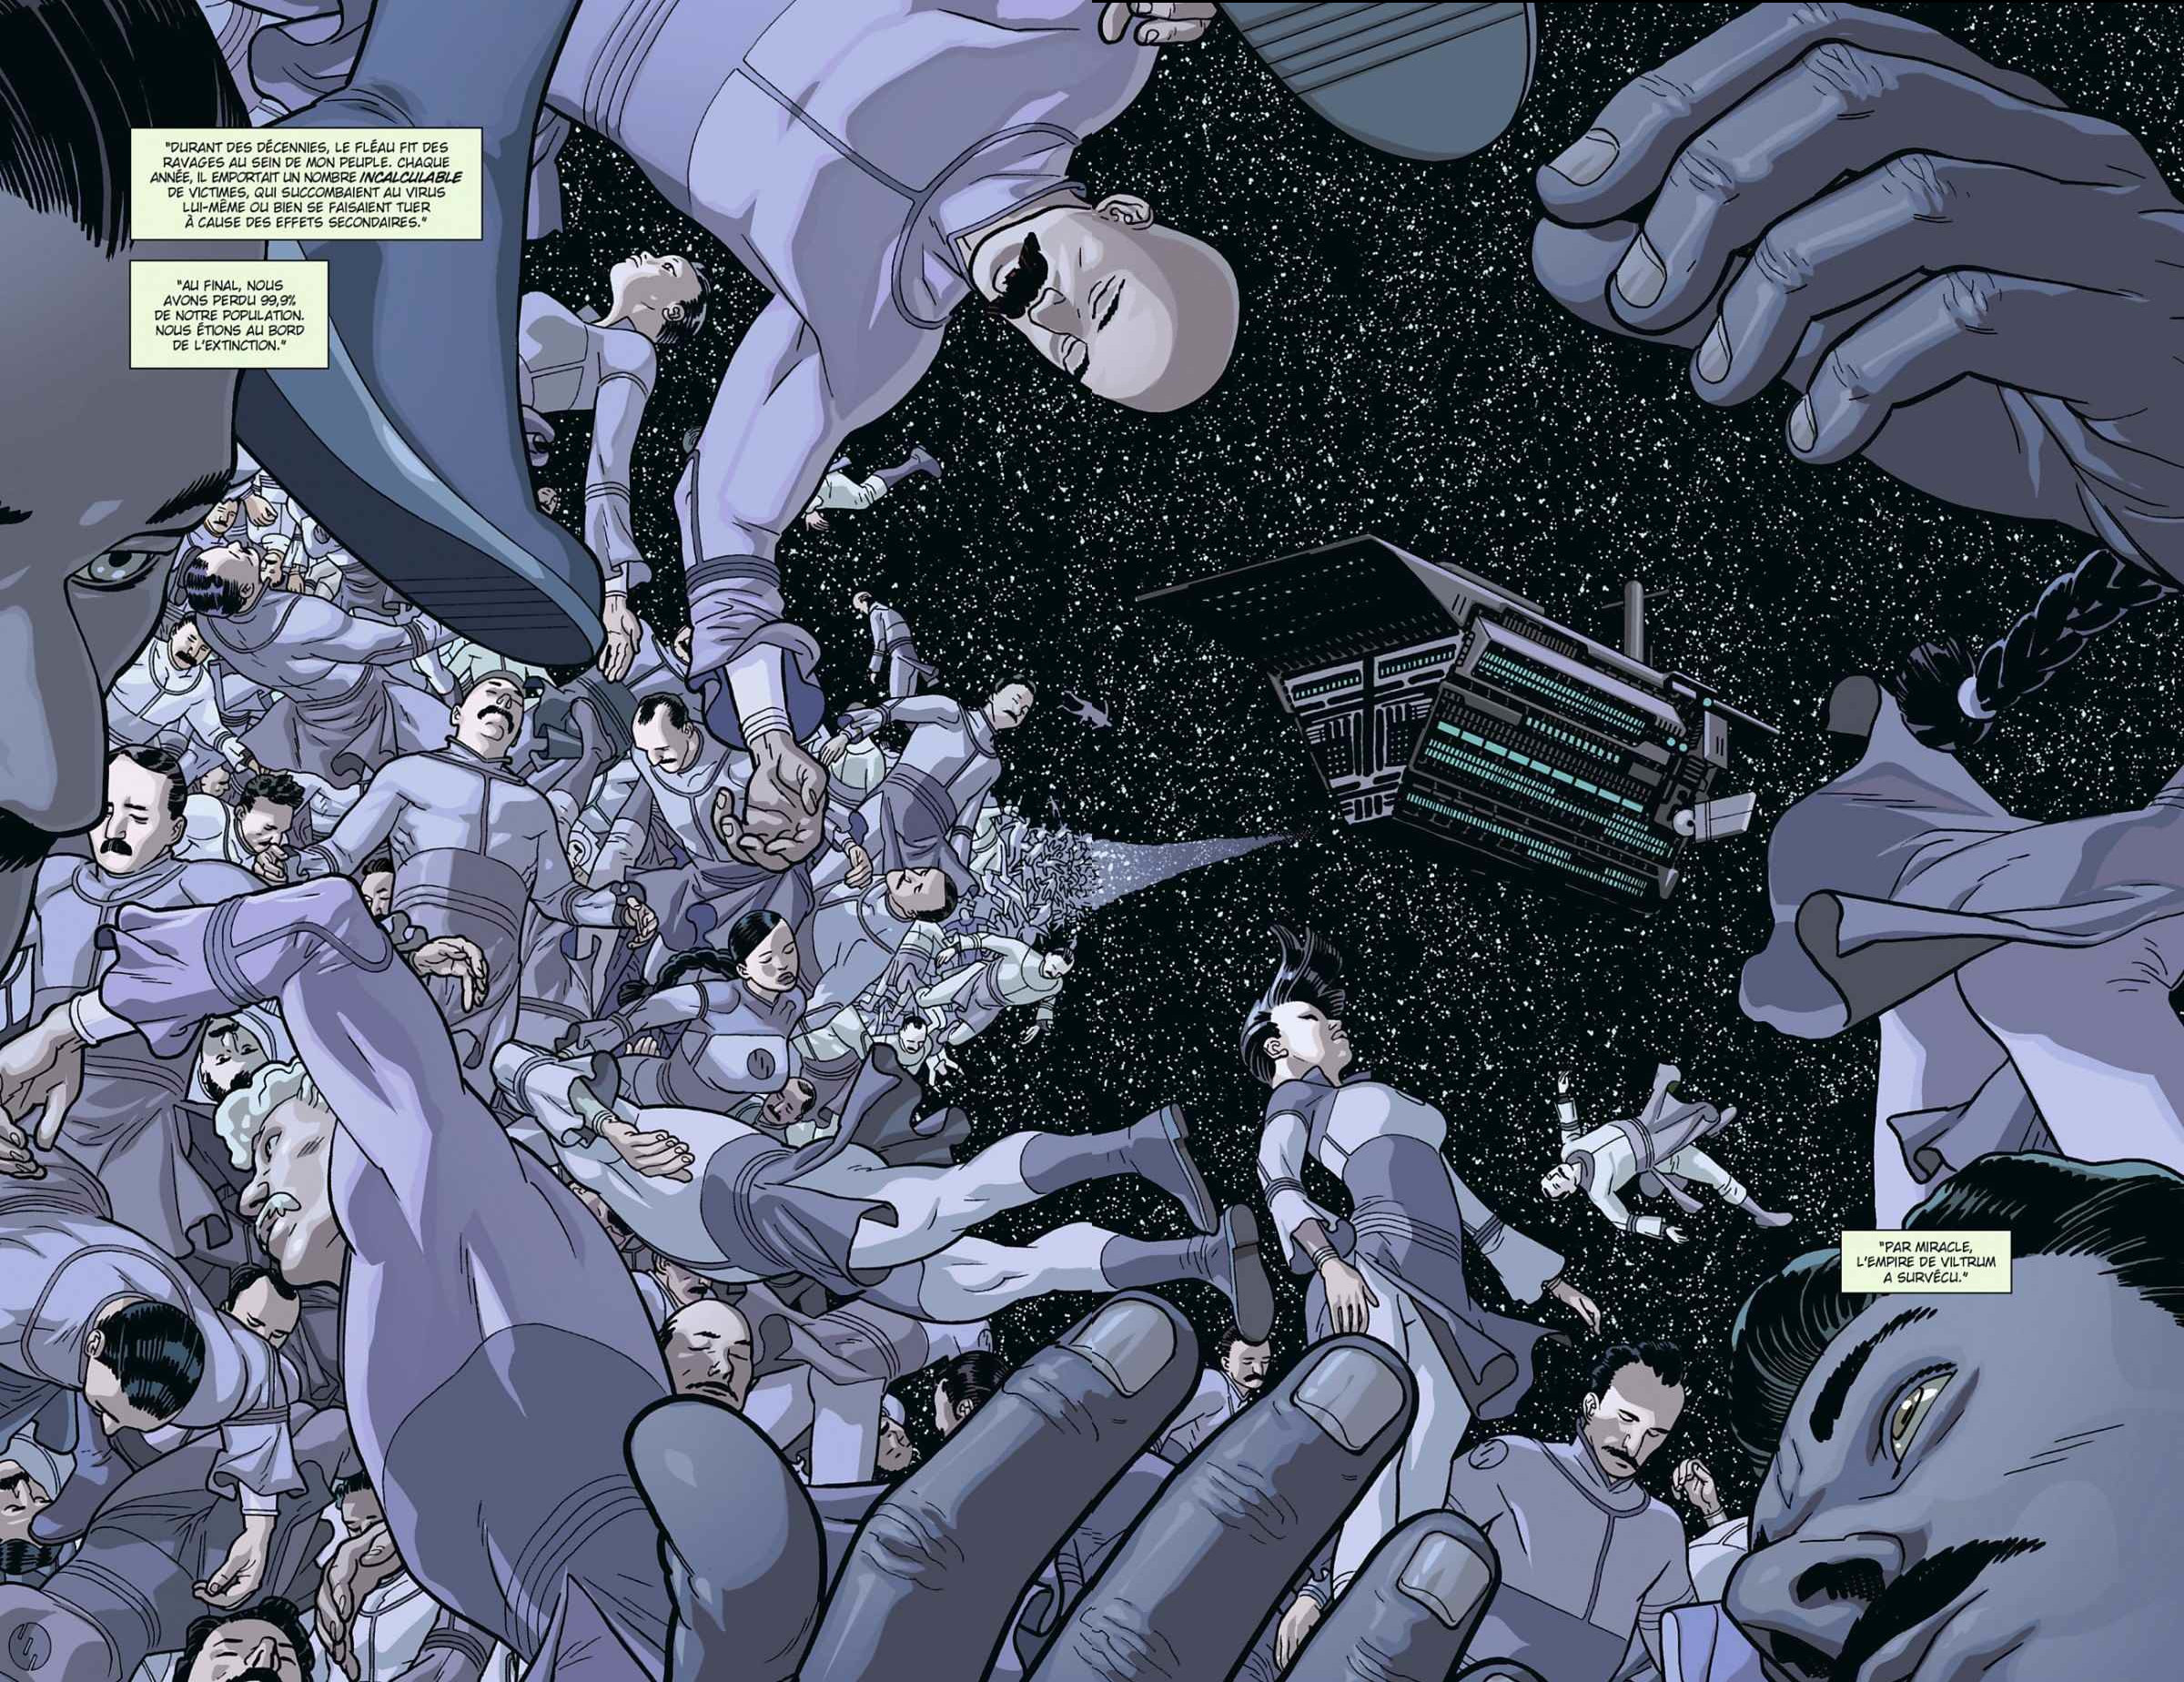 "DURANT DES DÉCENNIES, LE FLÉAU FIT DES
RAVAGES AU SEIN DE MON PEUPLE. CHAQUE
ANNÉE, IL EMPORTAIT UN NOMBRE INCALCULABLE
DE VICTIMES, QUI SUCCOMBAIENT AU VIRUS
LUI-MÊME OU BIEN SE FAISAIENT TUER
À CAUSE DES EFFETS SECONDAIRES."
"AU FINAL, NOUS
AVONS PERDU 99,9%
DE NOTRE POPULATION.
NOUS ÉTIONS AU BORD
DE L'EXTINCTION."
"PAR MIRACLE,
L'EMPIRE DE VILTRUM
A SURVÉCU."